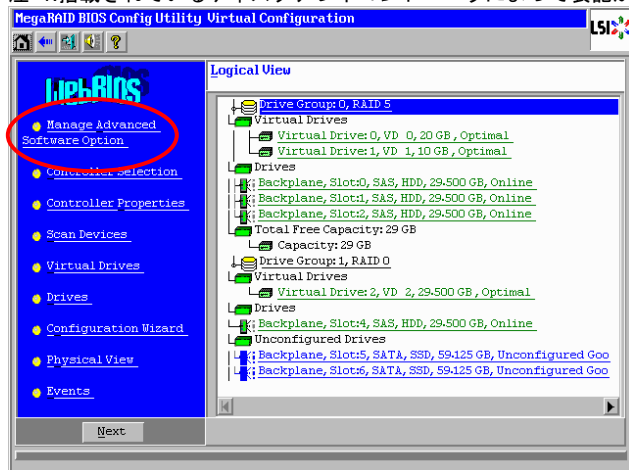 MegaRAID BIOS Config Utility Virtual Configuration
LSI
WebBIOS
Manage Advanced
Software Option
Controller Selection
Controller Properties
Scan Devices
Virtual Drives
Drives
Configuration Wizard
Physical View
Events
Next
Logical View
Drive Group: 0, RAID 5
Virtual Drives
Virtual Drive: 0, VD 0, 20 GB, Optimal
Virtual Drive: 1, VD 1, 10 GB, Optimal
Drives
Backplane, Slot:0, SAS, HDD, 29.500 GB, Online
Backplane, Slot:1, SAS, HDD, 29.500 GB, Online
Backplane, Slot:2, SAS, HDD, 29.500 GB, Online
Total Free Capacity: 29 GB
Capacity: 29 GB
Drive Group: 1, RAID 0
Virtual Drives
Virtual Drive: 2, VD 2, 29.500 GB, Optimal
Drives
Backplane, Slot:4, SAS, HDD, 29.500 GB, Online
Unconfigured Drives
Backplane, Slot:5, SATA, SSD, 59.125 GB, Unconfigured Goo
Backplane, Slot:6, SATA, SSD, 59.125 GB, Unconfigured Goo